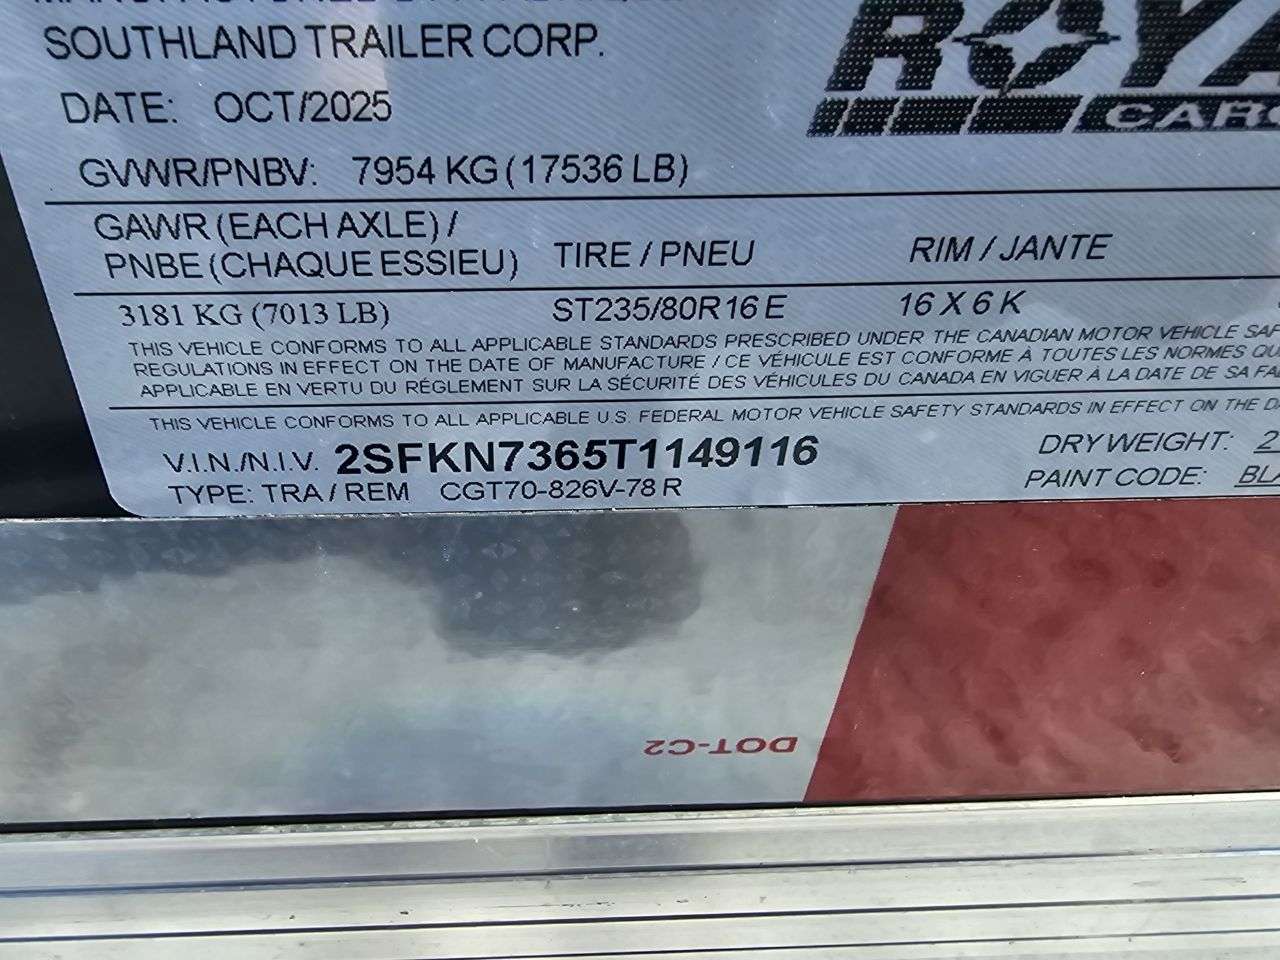 SOUTHLAND TRAILER CORP.
DATE: OCT/2025
GVWR/PNBV: 7954 KG (17536 LB)
GAWR (EACH AXLE) /
PNBE (CHAQUE ESSIEU) TIRE / PNEU RIM / JANTE
3181 KG (7013 LB) ST235/80R16 E 16 X 6 K
THIS VEHICLE CONFORMS TO ALL APPLICABLE STANDARDS PRESCRIBED UNDER THE CANADIAN MOTOR VEHICLE
REGULATIONS IN EFFECT ON THE DATE OF MANUFACTURE / CE VÉHICULE EST CONFORME À TOUTES LES NORMES
APPLICABLE EN VERTU DU RÉGLEMENT SUR LA SÉCURITÉ DES VÉHICULES DU CANADA EN VIGUER À LA DATE DE SA
THIS VEHICLE CONFORMS TO ALL APPLICABLE U.S. FEDERAL MOTOR VEHICLE SAFETY STANDARDS IN EFFECT ON THE
V.I.N./N.I.V. 2SFKN7365T1149116 DRY WEIGHT:
TYPE: TRA / REM CGT70-826V-78 R PAINT CODE:
DOT-C2